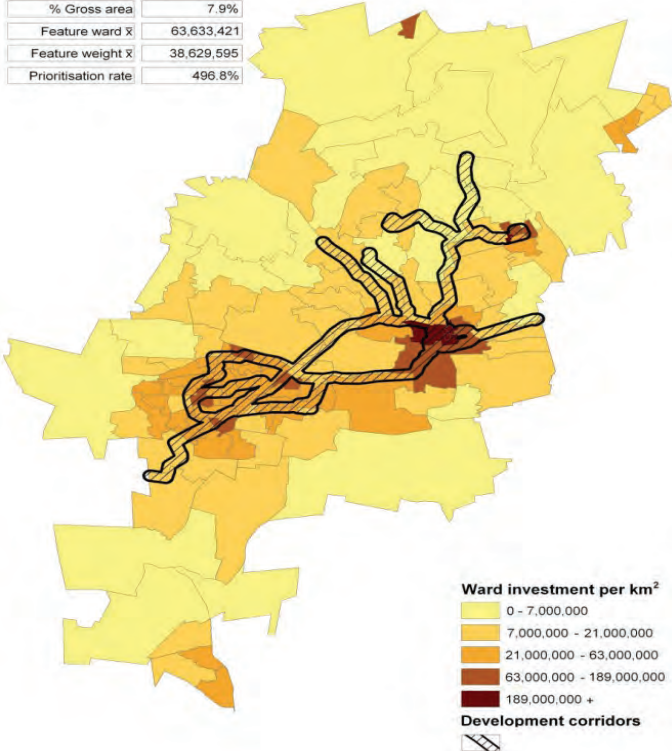 % Gross area 7.9%
Feature ward x̄ 63,633,421
Feature weight x̄ 38,629,595
Prioritisation rate 496.8%
Ward investment per km²
0 - 7,000,000
7,000,000 - 21,000,000
21,000,000 - 63,000,000
63,000,000 - 189,000,000
189,000,000 +
Development corridors